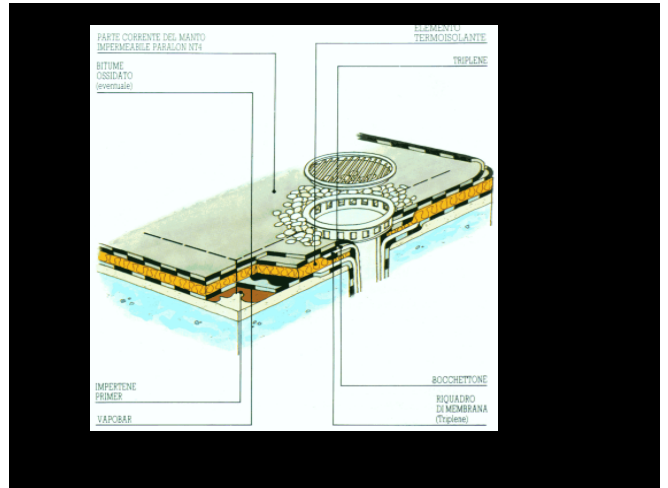 PARTE CORRENTE DEL MANTO
IMPERMEABILE PARALON NT4
BITUME
OSSIDATO
(eventuale)
ELEMENTO
TERMOISOLANTE
TRIPLENE
IMPERTENE
PRIMER
VAPOBAR
BOCCHETTONE
RIQUADRO
DI MEMBRANA
(Triplene)